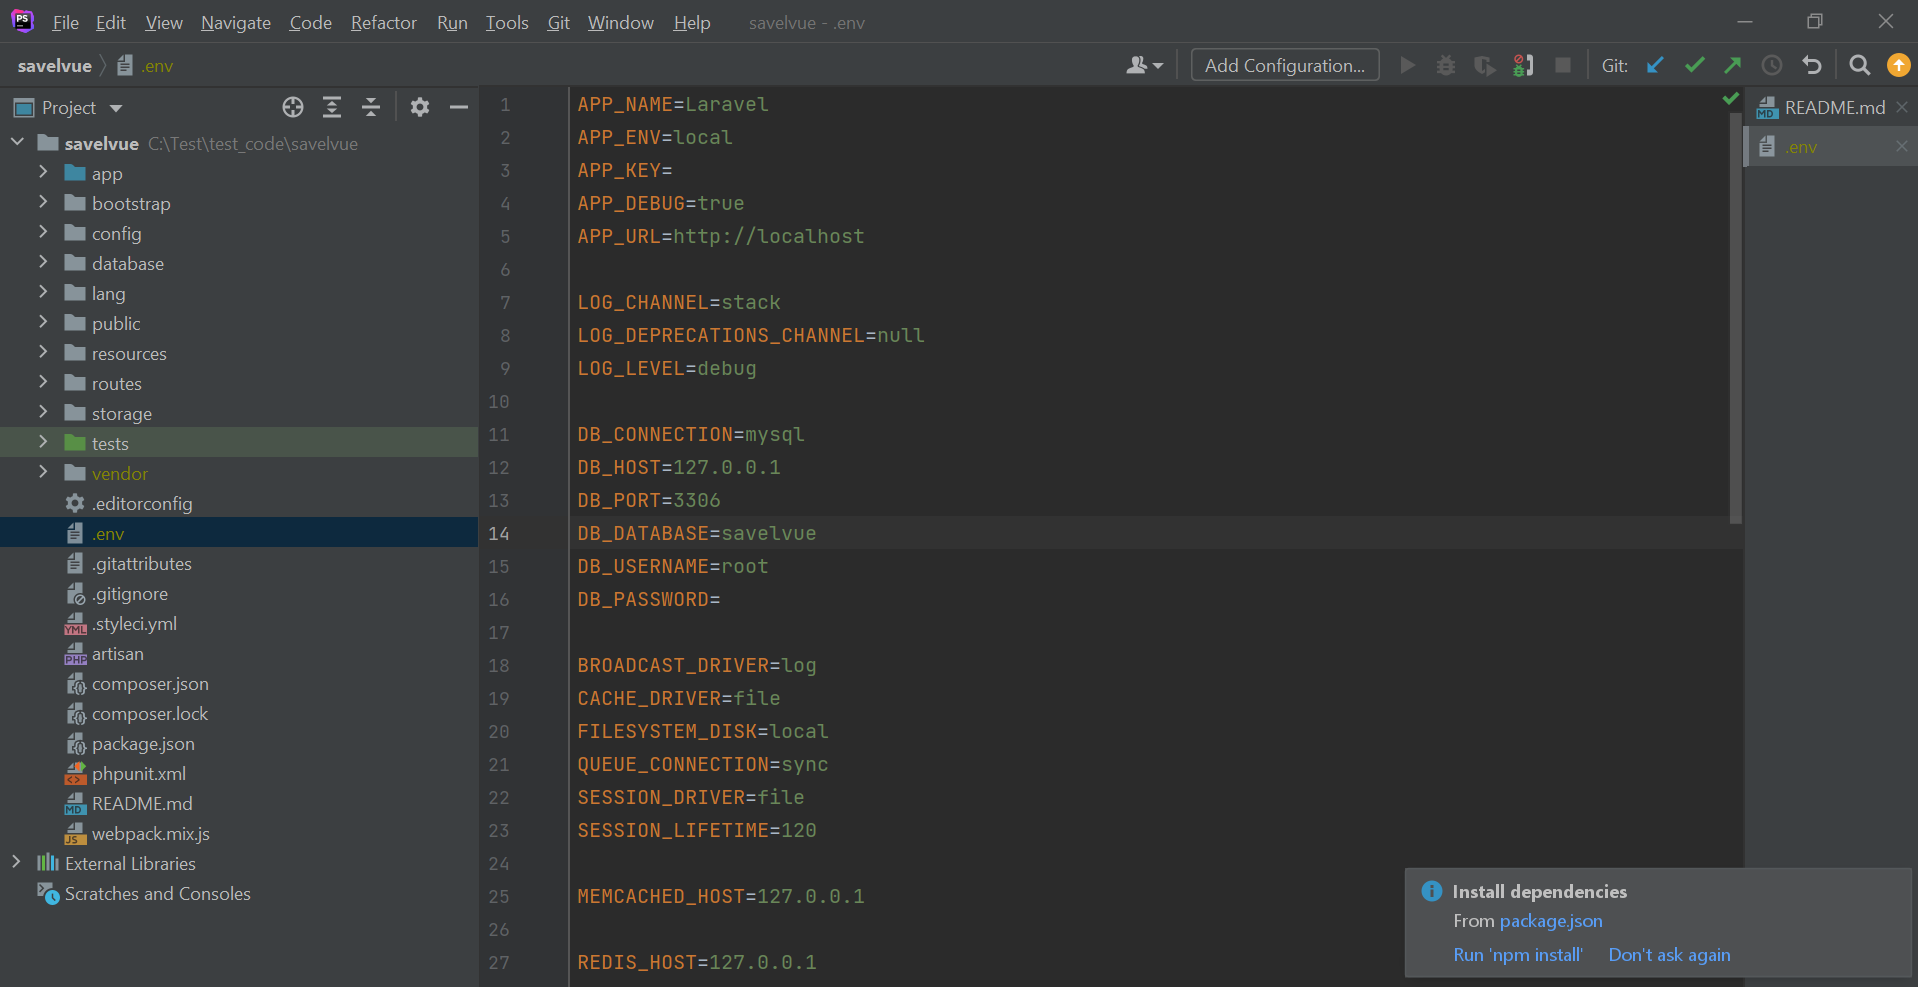 PS File Edit View Navigate Code Refactor Run Tools Git Window Help savelvue - .env
savelvue .env Add Configuration... Git:
Project
savelvue C:\Test\test_code\savelvue
app
bootstrap
config
database
lang
public
resources
routes
storage
tests
vendor
.editorconfig
.env
.gitattributes
.gitignore
YML .styleci.yml
PHP artisan
composer.json
composer.lock
package.json
phpunit.xml
MD README.md
JS webpack.mix.js
External Libraries
Scratches and Consoles
1 APP_NAME=Laravel
2 APP_ENV=local
3 APP_KEY=
4 APP_DEBUG=true
5 APP_URL=http://localhost
6
7 LOG_CHANNEL=stack
8 LOG_DEPRECATIONS_CHANNEL=null
9 LOG_LEVEL=debug
10
11 DB_CONNECTION=mysql
12 DB_HOST=127.0.0.1
13 DB_PORT=3306
14 DB_DATABASE=savelvue
15 DB_USERNAME=root
16 DB_PASSWORD=
17
18 BROADCAST_DRIVER=log
19 CACHE_DRIVER=file
20 FILESYSTEM_DISK=local
21 QUEUE_CONNECTION=sync
22 SESSION_DRIVER=file
23 SESSION_LIFETIME=120
24
25 MEMCACHED_HOST=127.0.0.1
26
27 REDIS_HOST=127.0.0.1
MD README.md
.env
Install dependencies
From package.json
Run 'npm install' Don't ask again